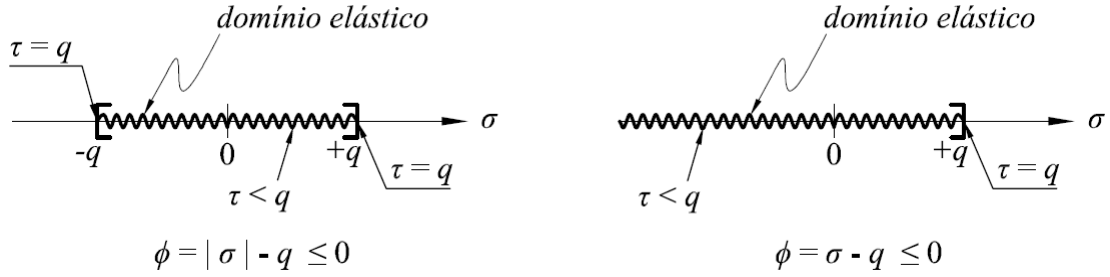 domínio elástico
τ = q
σ
-q
0
+q
τ = q
τ < q
ϕ = | σ | - q ≤ 0
domínio elástico
σ
0
+q
τ = q
τ < q
ϕ = σ - q ≤ 0